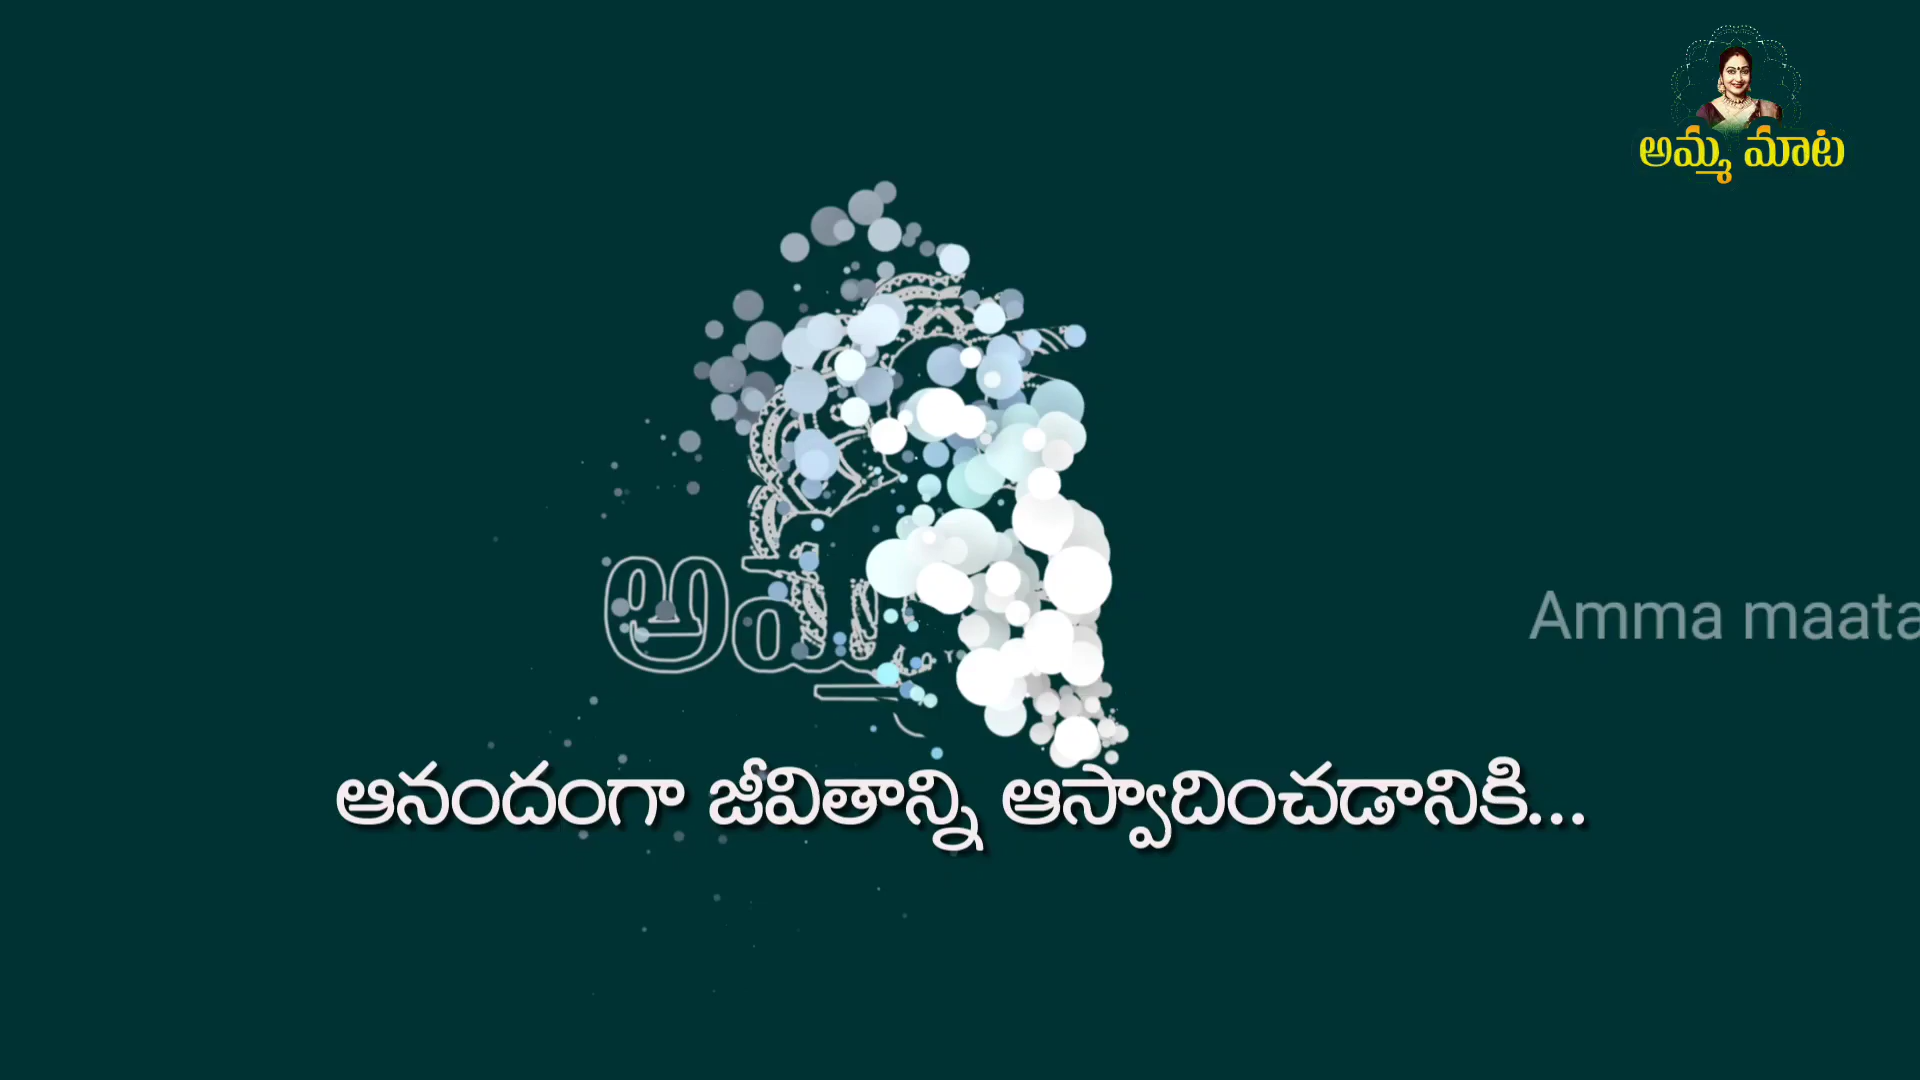 అమ్మ మాట
Amma maata
ఆనందంగా జీవితాన్ని ఆస్వాదించడానికి...